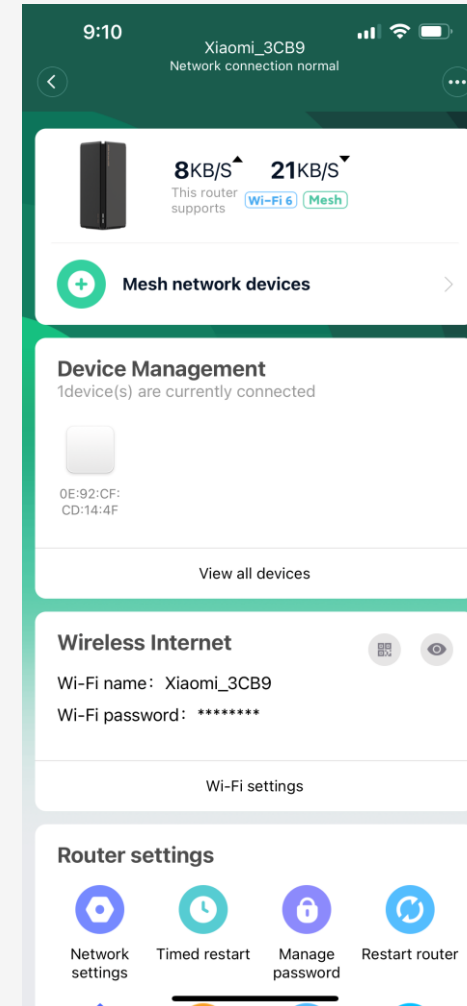 9:10
Xiaomi_3CB9
Network connection normal
8KB/S 21KB/S
This router
supports
Wi-Fi 6 Mesh
Mesh network devices
Device Management
1device(s) are currently connected
0E:92:CF:
CD:14:4F
View all devices
Wireless Internet
Wi-Fi name: Xiaomi_3CB9
Wi-Fi password: ********
Wi-Fi settings
Router settings
Network
settings
Timed restart
Manage
password
Restart router